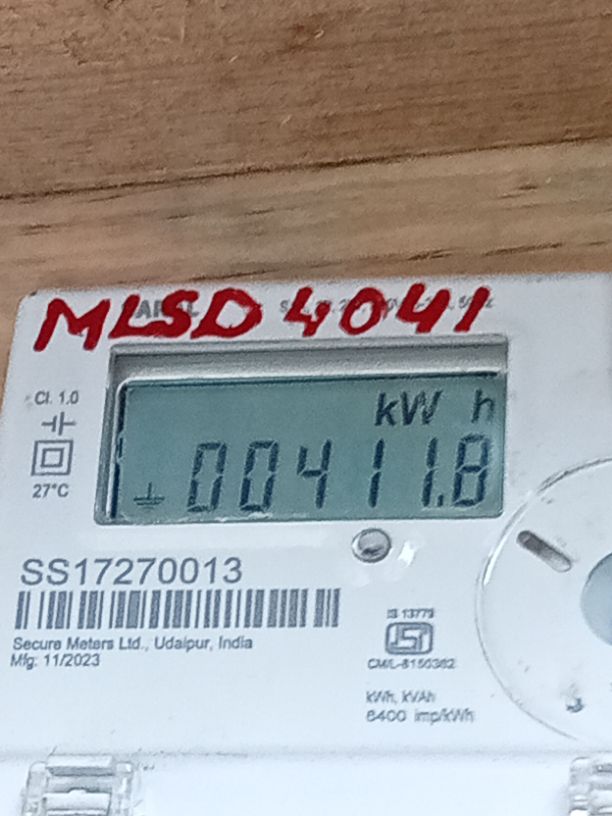 MLSD 4041
Cl. 1.0
27°C
kW h
00411.8
SS17270013
Secure Meters Ltd., Udaipur, India
Mfg: 11/2023
IS 13779
CM/L-8150362
kWh, kVAh
6400 imp/kWh